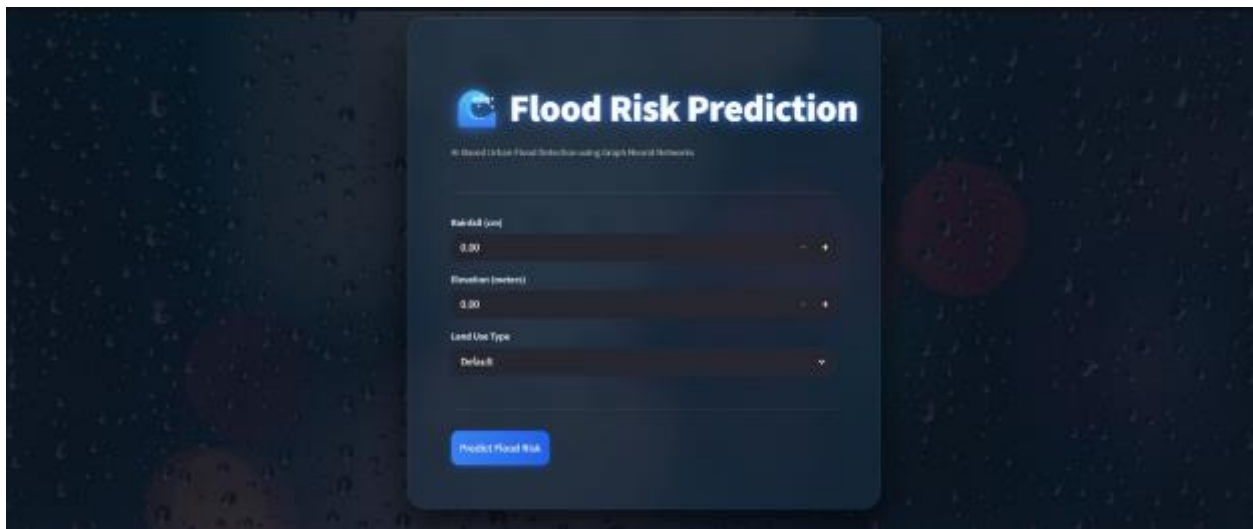 Flood Risk Prediction
AI-Based Urban Flood Detection using Graph Neural Networks
Rainfall (cm)
0.00
Elevation (meters)
0.00
Land Use Type
Default
Predict Flood Risk